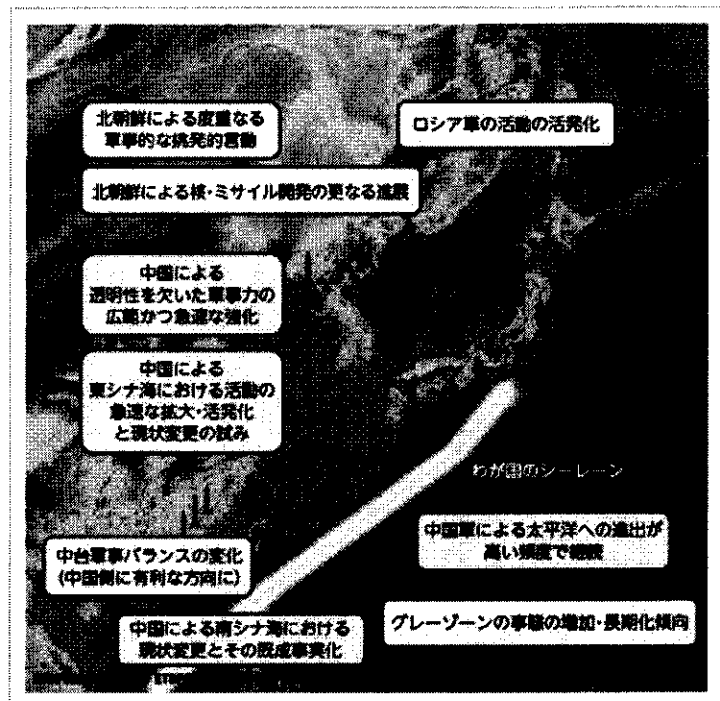 北朝鮮による度重なる
軍事的な挑発的言動
ロシア軍の活動の活発化
北朝鮮による核・ミサイル開発の更なる進展
中国による
透明性を欠いた軍事力の
広範かつ急速な強化
中国による
東シナ海における活動の
急速な拡大・活発化
と現状変更の試み
わが国のシーレーン
中国軍による太平洋への進出が
高い頻度で継続
中台軍事バランスの変化
(中国側に有利な方向に)
中国による南シナ海における
現状変更とその既成事実化
グレーゾーンの事態の増加・長期化傾向